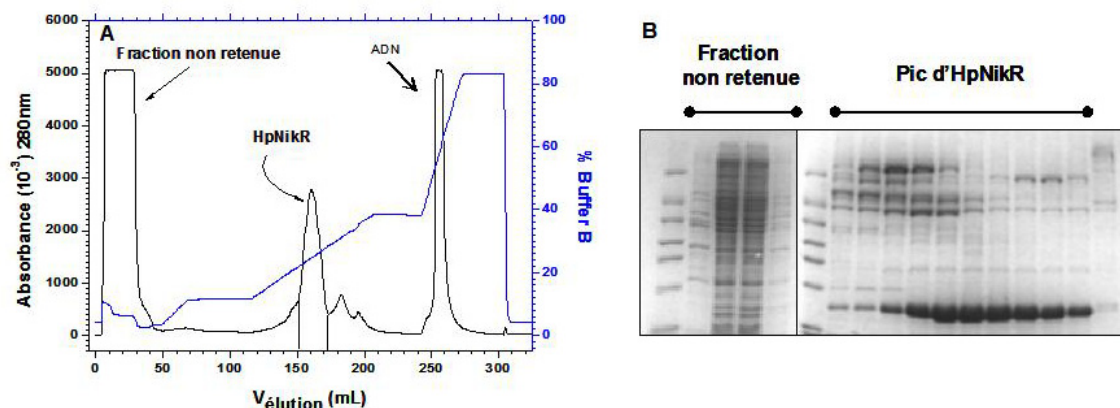 A
Fraction non retenue
ADN
HpNikR
6000
5000
4000
3000
2000
1000
0
Absorbance (10⁻³) 280nm
100
80
60
40
20
0
% Buffer B
0
50
100
150
200
250
300
Vélution (mL)
B
Fraction
non retenue
Pic d'HpNikR